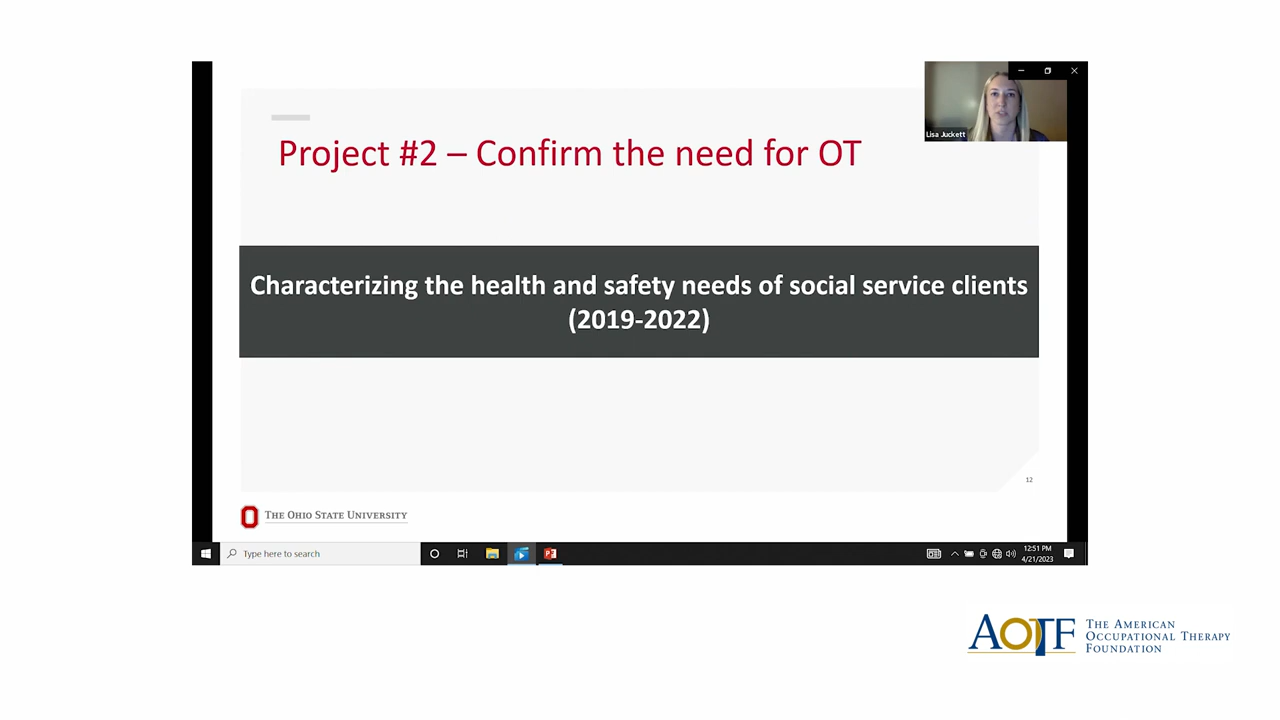 Lisa Juckett
Project #2 – Confirm the need for OT
Characterizing the health and safety needs of social service clients
(2019-2022)
12
THE OHIO STATE UNIVERSITY
Type here to search
12:51 PM
4/21/2023
AOTF
THE AMERICAN
OCCUPATIONAL THERAPY
FOUNDATION